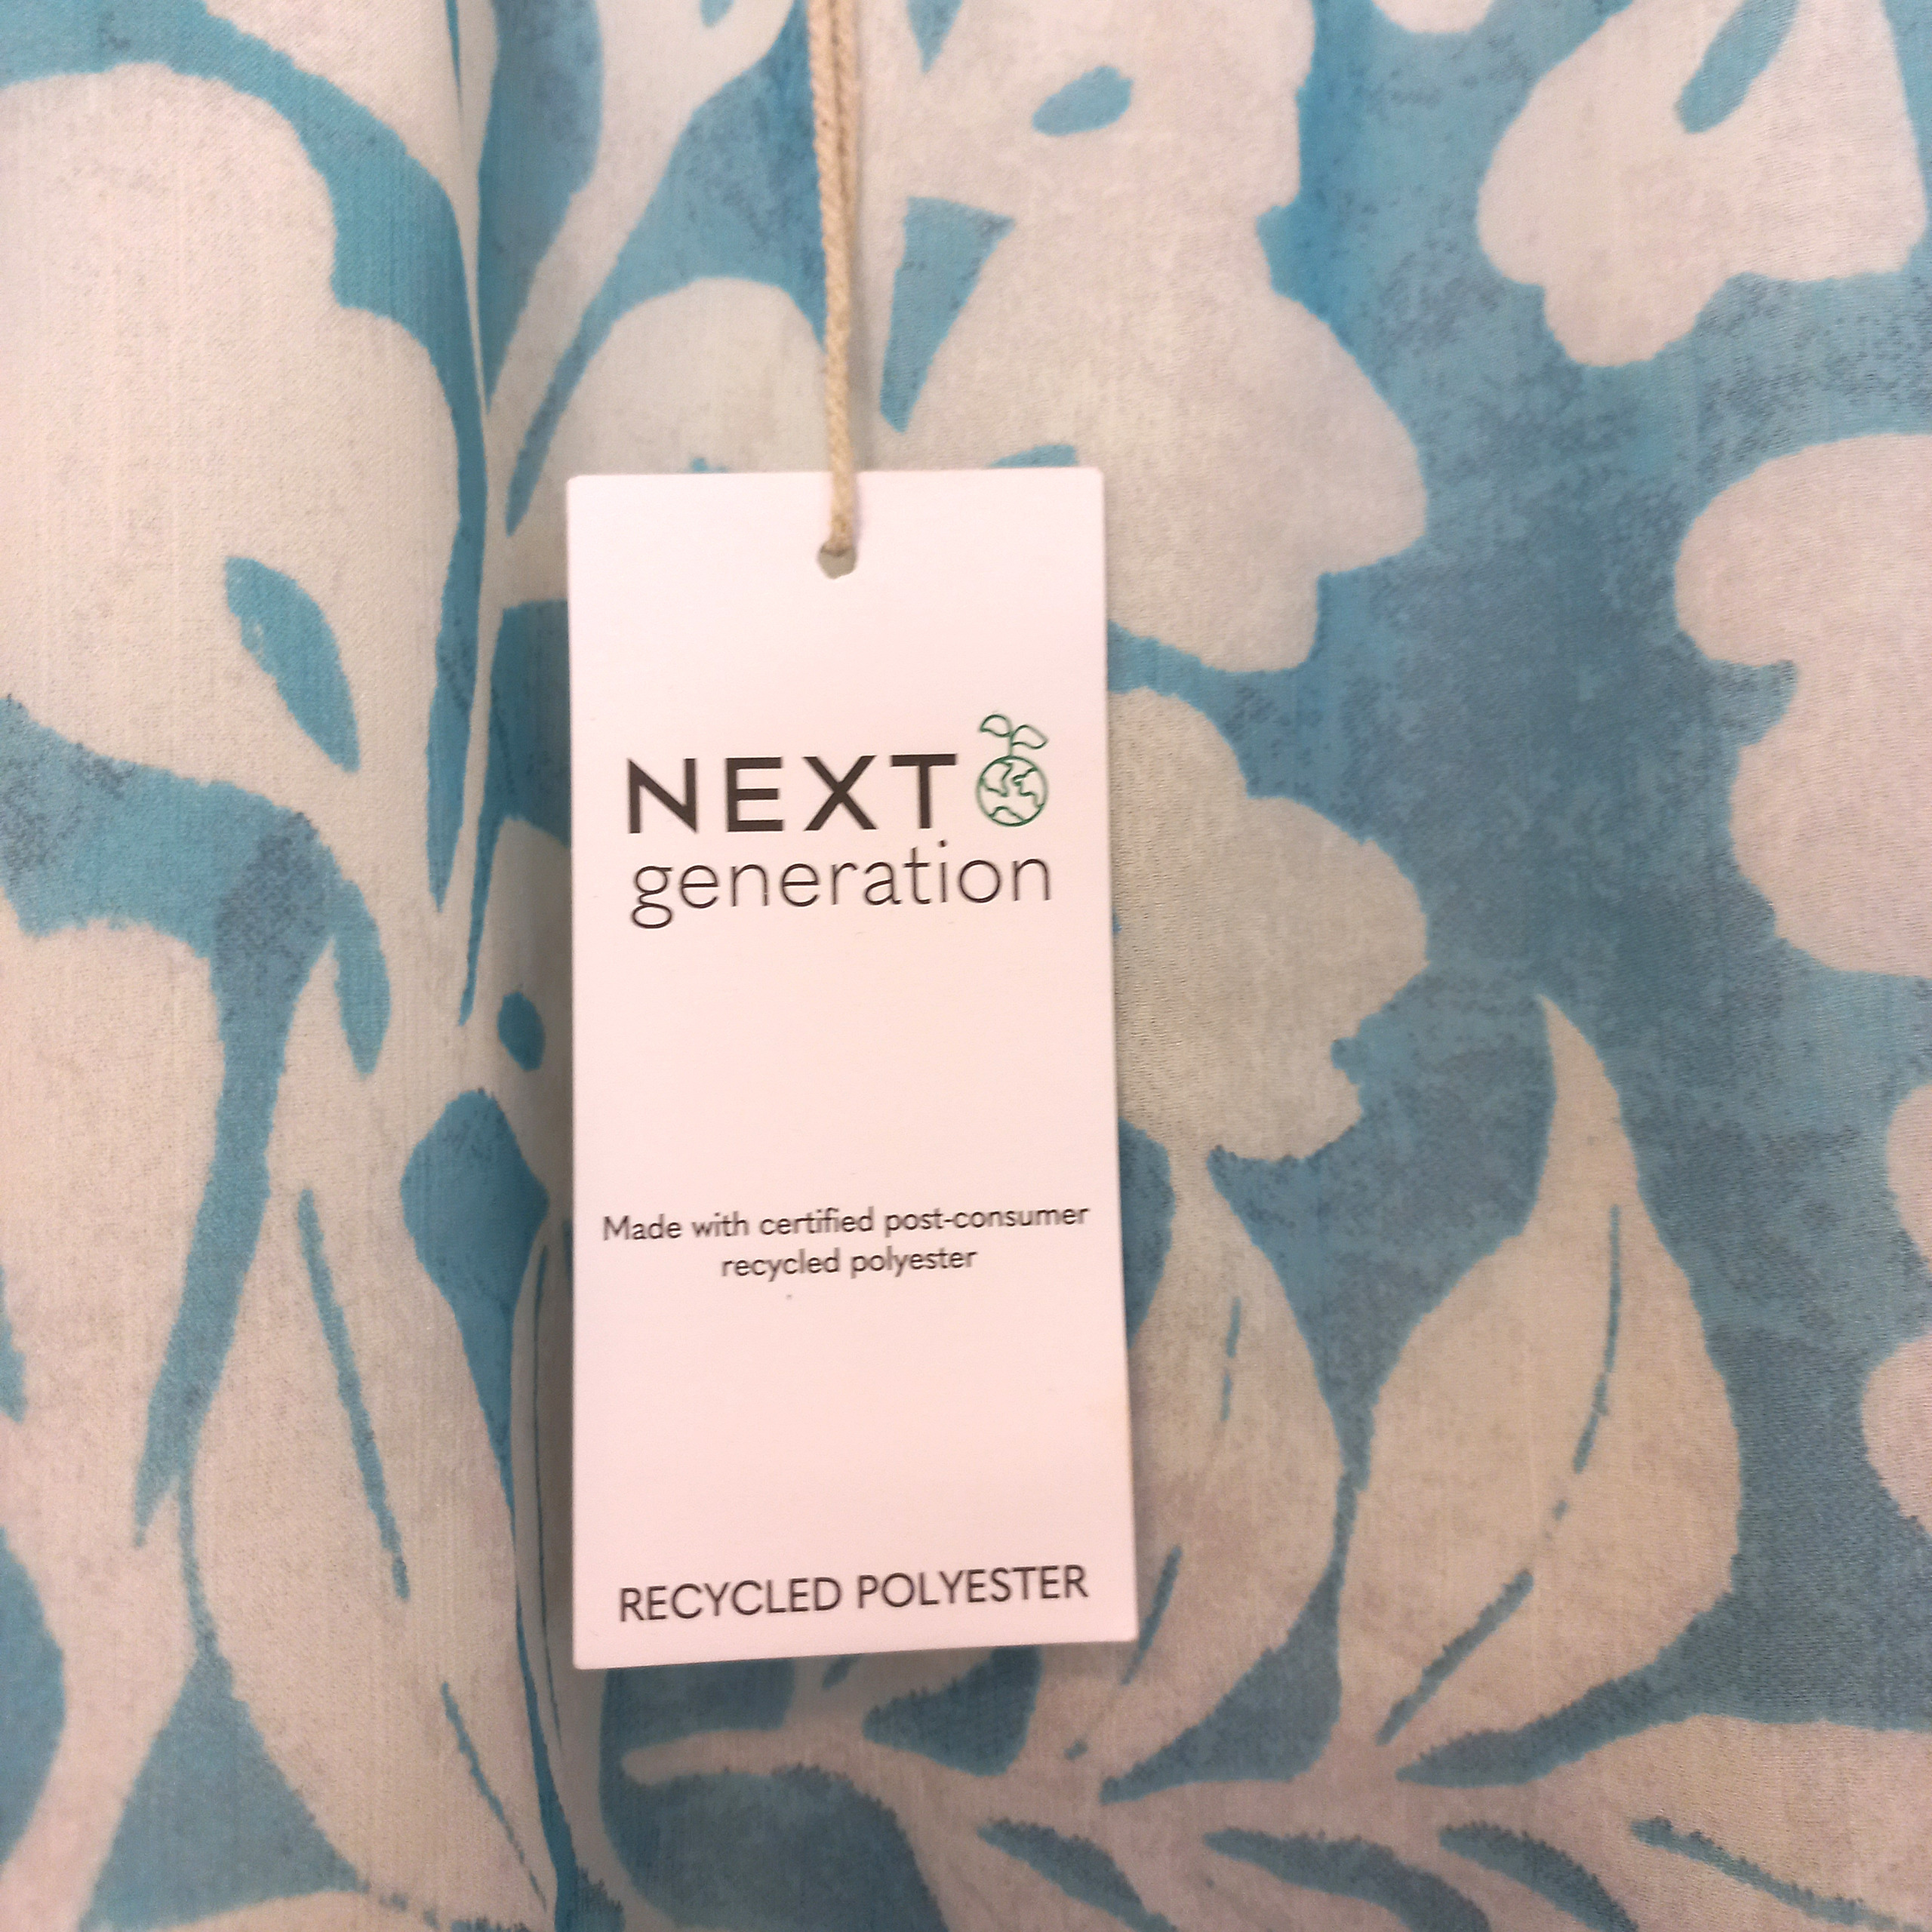 NEXT
generation
Made with certified post-consumer
recycled polyester
RECYCLED POLYESTER